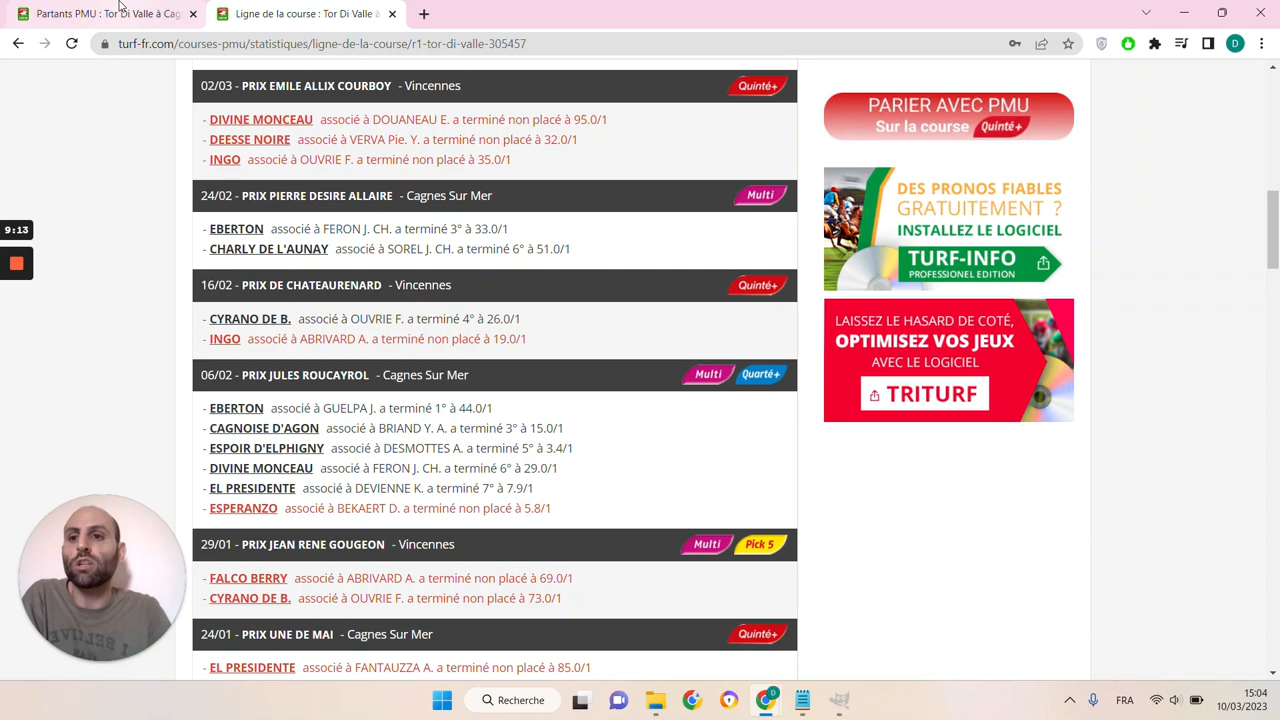 Partants PMU : Tor Di Valle à Cag
Ligne de la course : Tor Di Valle à
turf-fr.com/courses-pmu/statistiques/ligne-de-la-course/r1-tor-di-valle-305457
D
02/03 - PRIX EMILE ALLIX COURBOY - Vincennes Quinté+
- DIVINE MONCEAU associé à DOUANEAU E. a terminé non placé à 95.0/1
- DEESSE NOIRE associé à VERVA Pie. Y. a terminé non placé à 32.0/1
- INGO associé à OUVRIE F. a terminé non placé à 35.0/1
24/02 - PRIX PIERRE DESIRE ALLAIRE - Cagnes Sur Mer Multi
- EBERTON associé à FERON J. CH. a terminé 3° à 33.0/1
- CHARLY DE L'AUNAY associé à SOREL J. CH. a terminé 6° à 51.0/1
16/02 - PRIX DE CHATEAURENARD - Vincennes Quinté+
- CYRANO DE B. associé à OUVRIE F. a terminé 4° à 26.0/1
- INGO associé à ABRIVARD A. a terminé non placé à 19.0/1
06/02 - PRIX JULES ROUCAYROL - Cagnes Sur Mer Multi Quarté+
- EBERTON associé à GUELPA J. a terminé 1° à 44.0/1
- CAGNOISE D'AGON associé à BRIAND Y. A. a terminé 3° à 15.0/1
- ESPOIR D'ELPHIGNY associé à DESMOTTES A. a terminé 5° à 3.4/1
- DIVINE MONCEAU associé à FERON J. CH. a terminé 6° à 29.0/1
- EL PRESIDENTE associé à DEVIENNE K. a terminé 7° à 7.9/1
- ESPERANZO associé à BEKAERT D. a terminé non placé à 5.8/1
29/01 - PRIX JEAN RENE GOUGEON - Vincennes Multi Pick 5
- FALCO BERRY associé à ABRIVARD A. a terminé non placé à 69.0/1
- CYRANO DE B. associé à OUVRIE F. a terminé non placé à 73.0/1
24/01 - PRIX UNE DE MAI - Cagnes Sur Mer Quinté+
- EL PRESIDENTE associé à FANTAUZZA A. a terminé non placé à 85.0/1
PARIER AVEC PMU
Sur la course Quinté+
DES PRONOS FIABLES
GRATUITEMENT ?
INSTALLEZ LE LOGICIEL
TURF-INFO
PROFESSIONEL EDITION
LAISSEZ LE HASARD DE COTÉ,
OPTIMISEZ VOS JEUX
AVEC LE LOGICIEL
TRITURF
9:13
Recherche
D
FRA
15:04
10/03/2023